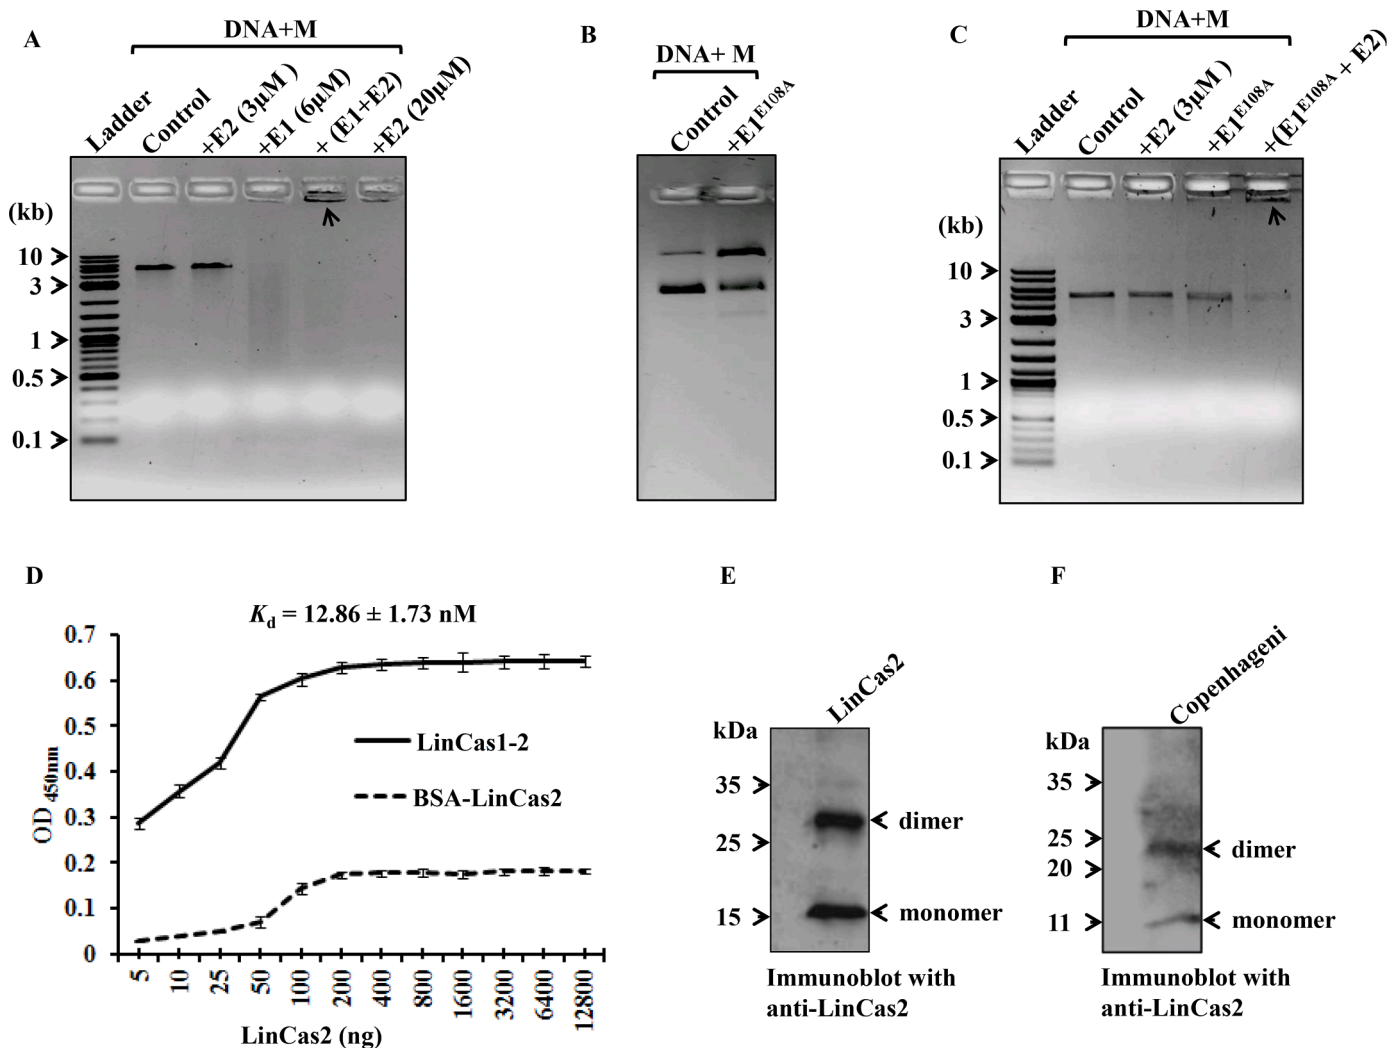 A
DNA+M
Ladder
Control
+E2 (3µM )
+E1 (6µM)
+ (E1+E2)
+E2 (20µM)
(kb)
10
3
1
0.5
0.1
B
DNA+ M
Control
+E1E108A
C
DNA+M
Ladder
Control
+E2 (3µM )
+E1E108A
+(E1E108A + E2)
(kb)
10
3
1
0.5
0.1
D
Kd = 12.86 ± 1.73 nM
0.7
0.6
0.5
0.4
0.3
0.2
0.1
0
OD 450nm
LinCas1-2
BSA-LinCas2
5 10 25 50 100 200 400 800 1600 3200 6400 12800
LinCas2 (ng)
E
LinCas2
kDa
35
25
15
dimer
monomer
Immunoblot with
anti-LinCas2
F
Copenhageni
kDa
35
25
20
11
dimer
monomer
Immunoblot with
anti-LinCas2